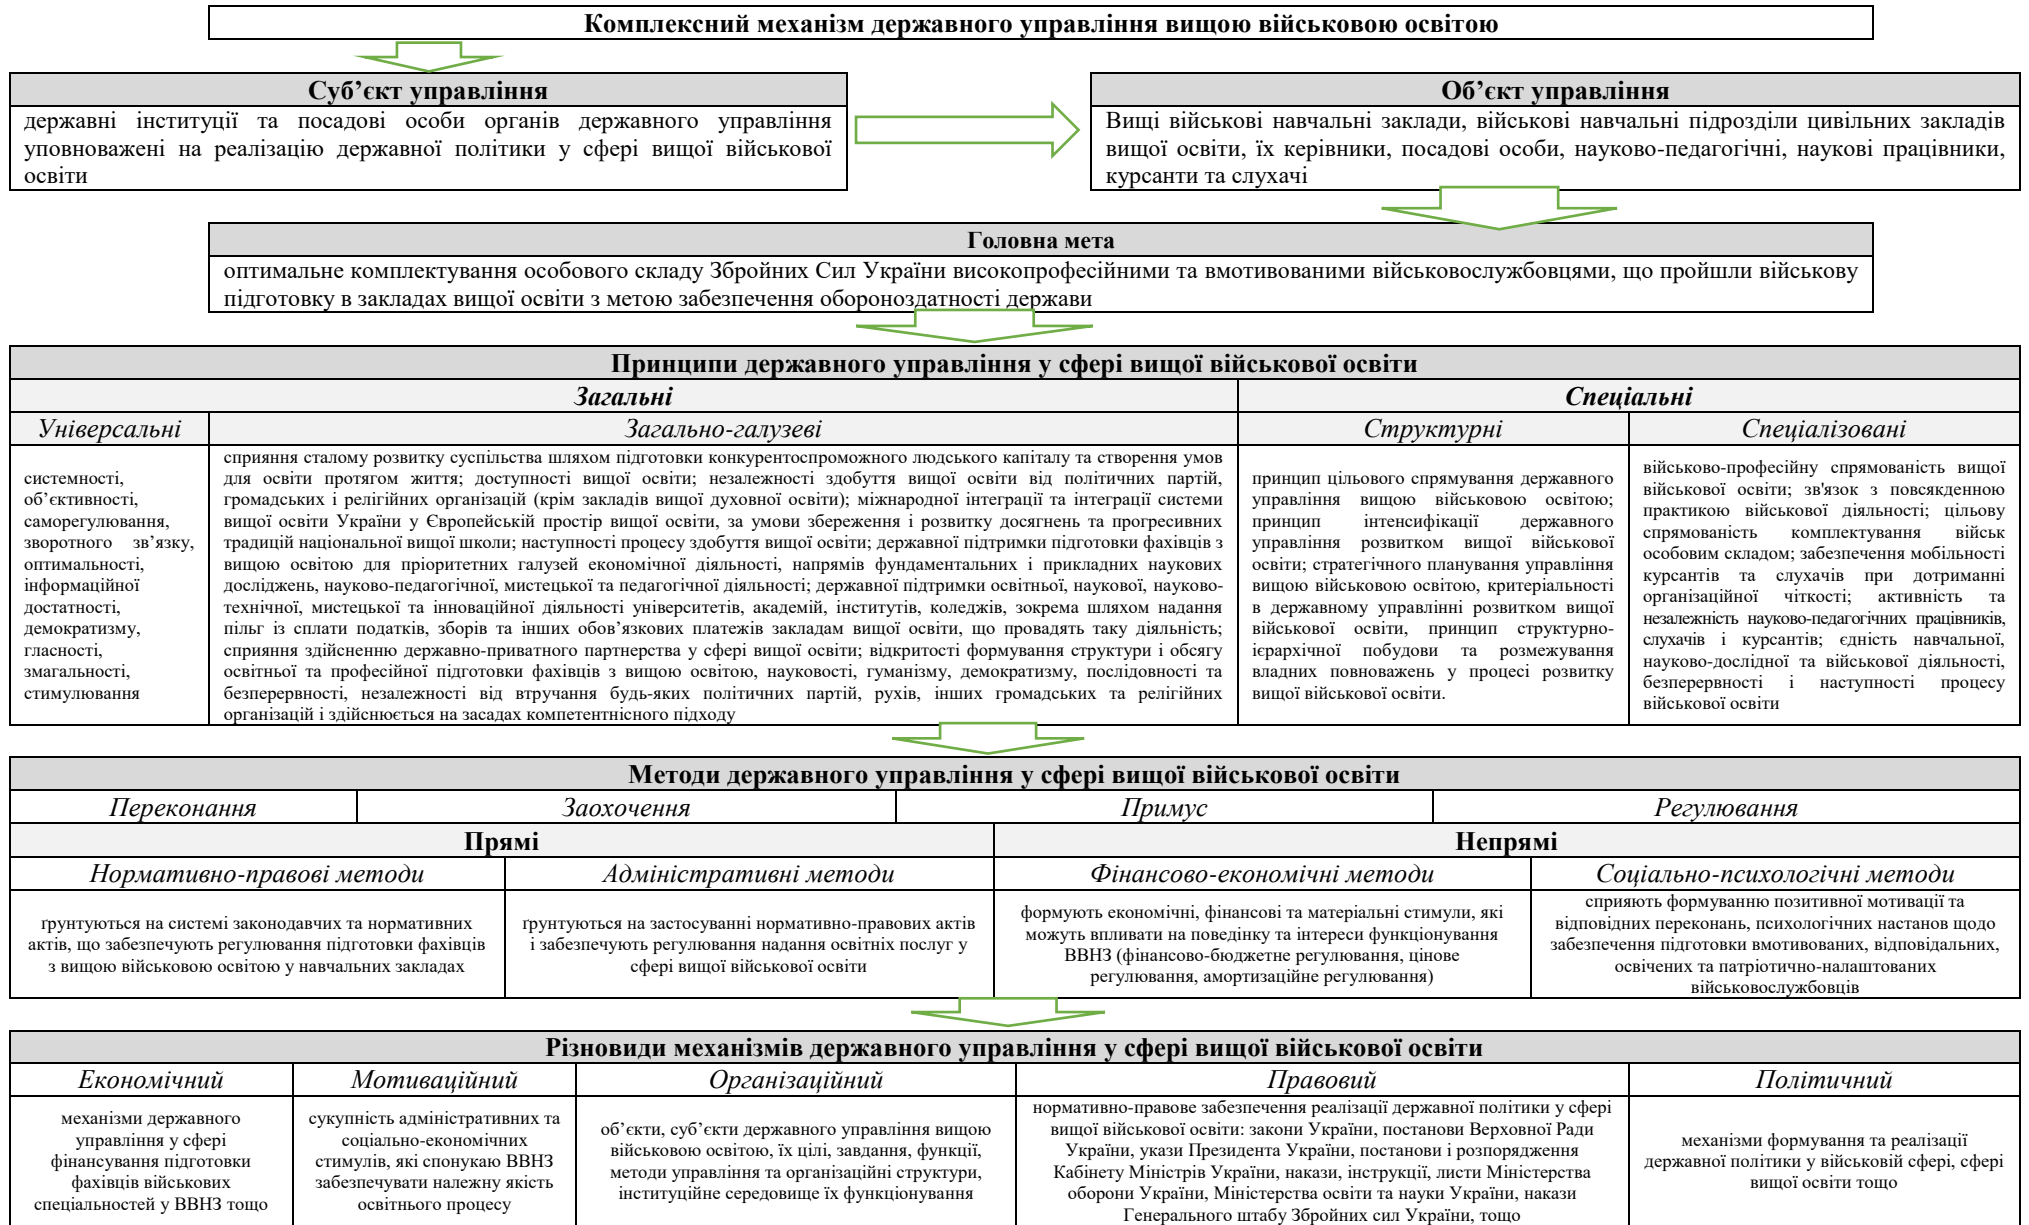 Комплексний механізм державного управління вищою військовою освітою
Суб’єкт управління
державні інституції та посадові особи органів державного управління
уповноважені на реалізацію державної політики у сфері вищої військової
освіти
Об’єкт управління
Вищі військові навчальні заклади, військові навчальні підрозділи цивільних закладів
вищої освіти, їх керівники, посадові особи, науково-педагогічні, наукові працівники,
курсанти та слухачі
Головна мета
оптимальне комплектування особового складу Збройних Сил України високопрофесійними та вмотивованими військовослужбовцями, що пройшли військову
підготовку в закладах вищої освіти з метою забезпечення обороноздатності держави
Принципи державного управління у сфері вищої військової освіти
Загальні
Спеціальні
Універсальні
Загально-галузеві
Структурні
Спеціалізовані
системності,
об’єктивності,
саморегулювання,
зворотного зв’язку,
оптимальності,
інформаційної
достатності,
демократизму,
гласності,
змагальності,
стимулювання
сприяння сталому розвитку суспільства шляхом підготовки конкурентоспроможного людського капіталу та створення умов
для освіти протягом життя; доступності вищої освіти; незалежності здобуття вищої освіти від політичних партій,
громадських і релігійних організацій (крім закладів вищої духовної освіти); міжнародної інтеграції та інтеграції системи
вищої освіти України у Європейській простір вищої освіти, за умови збереження і розвитку досягнень та прогресивних
традицій національної вищої школи; наступності процесу здобуття вищої освіти; державної підтримки підготовки фахівців з
вищою освітою для пріоритетних галузей економічної діяльності, напрямів фундаментальних і прикладних наукових
досліджень, науково-педагогічної, мистецької та педагогічної діяльності; державної підтримки освітньої, наукової, науково-
технічної, мистецької та інноваційної діяльності університетів, академій, інститутів, коледжів, зокрема шляхом надання
пільг із сплати податків, зборів та інших обов’язкових платежів закладам вищої освіти, що провадять таку діяльність;
сприяння здійсненню державно-приватного партнерства у сфері вищої освіти; відкритості формування структури і обсягу
освітньої та професійної підготовки фахівців з вищою освітою, науковості, гуманізму, демократизму, послідовності та
безперервності, незалежності від втручання будь-яких політичних партій, рухів, інших громадських та релігійних
організацій і здійснюється на засадах компетентнісного підходу
принцип цільового спрямування державного
управління вищою військовою освітою;
принцип інтенсифікації державного
управління розвитком вищої військової
освіти; стратегічного планування управління
вищою військовою освітою, критеріальності
в державному управлінні розвитком вищої
військової освіти, принцип структурно-
ієрархічної побудови та розмежування
владних повноважень у процесі розвитку
вищої військової освіти.
військово-професійну спрямованість вищої
військової освіти; зв'язок з повсякденною
практикою військової діяльності; цільову
спрямованість комплектування військ
особовим складом; забезпечення мобільності
курсантів та слухачів при дотриманні
організаційної чіткості; активність та
незалежність науково-педагогічних працівників,
слухачів і курсантів; єдність навчальної,
науково-дослідної та військової діяльності,
безперервності і наступності процесу
військової освіти
Методи державного управління у сфері вищої військової освіти
Переконання
Заохочення
Примус
Регулювання
Прямі
Непрямі
Нормативно-правові методи
Адміністративні методи
Фінансово-економічні методи
Соціально-психологічні методи
ґрунтуються на системі законодавчих та нормативних
актів, що забезпечують регулювання підготовки фахівців
з вищою військовою освітою у навчальних закладах
ґрунтуються на застосуванні нормативно-правових актів
і забезпечують регулювання надання освітніх послуг у
сфері вищої військової освіти
формують економічні, фінансові та матеріальні стимули, які
можуть впливати на поведінку та інтереси функціонування
ВВНЗ (фінансово-бюджетне регулювання, цінове
регулювання, амортизаційне регулювання)
сприяють формуванню позитивної мотивації та
відповідних переконань, психологічних настанов щодо
забезпечення підготовки вмотивованих, відповідальних,
освічених та патріотично-налаштованих
військовослужбовців
Різновиди механізмів державного управління у сфері вищої військової освіти
Економічний
Мотиваційний
Організаційний
Правовий
Політичний
механізми державного
управління у сфері
фінансування підготовки
фахівців військових
спеціальностей у ВВНЗ тощо
сукупність адміністративних та
соціально-економічних
стимулів, які спонукаю ВВНЗ
забезпечувати належну якість
освітнього процесу
об’єкти, суб’єкти державного управління вищою
військовою освітою, їх цілі, завдання, функції,
методи управління та організаційні структури,
інституційне середовище їх функціонування
нормативно-правове забезпечення реалізації державної політики у сфері
вищої військової освіти: закони України, постанови Верховної Ради
України, укази Президента України, постанови і розпорядження
Кабінету Міністрів України, накази, інструкції, листи Міністерства
оборони України, Міністерства освіти та науки України, накази
Генерального штабу Збройних сил України, тощо
механізми формування та реалізації
державної політики у військовій сфері, сфері
вищої освіти тощо